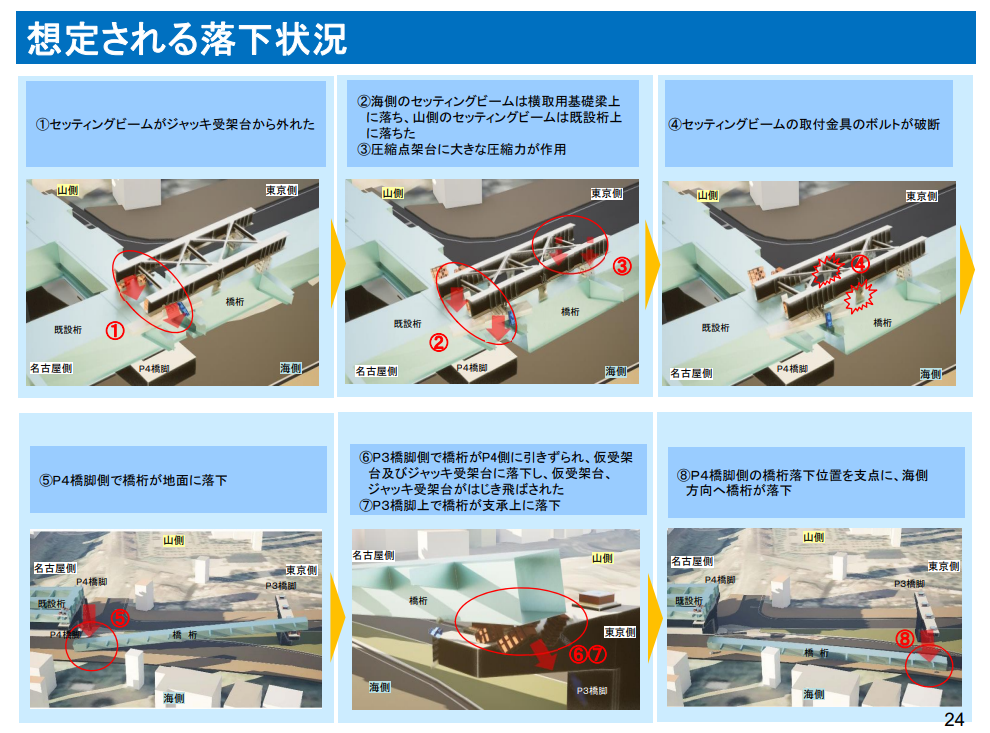 想定される落下状況
①セッティングビームがジャッキ受架台から外れた
山側
東京側
橋桁
既設桁
①
名古屋側
P4橋脚
海側
②海側のセッティングビームは横取用基礎梁上
に落ち、山側のセッティングビームは既設桁上
に落ちた
③圧縮点架台に大きな圧縮力が作用
山側
東京側
③
橋桁
既設桁
②
名古屋側
P4橋脚
海側
④セッティングビームの取付金具のボルトが破断
山側
東京側
④
橋桁
既設桁
名古屋側
P4橋脚
海側
⑤P4橋脚側で橋桁が地面に落下
山側
名古屋側
東京側
P4橋脚
P3橋脚
既設桁
⑤
P4橋脚
橋 桁
海側
⑥P3橋脚側で橋桁がP4側に引きずられ、仮受架
台及びジャッキ受架台に落下し、仮受架台、
ジャッキ受架台がはじき飛ばされた
⑦P3橋脚上で橋桁が支承上に落下
名古屋側
山側
橋桁
東京側
⑥⑦
海側
P3橋脚
⑧P4橋脚側の橋桁落下位置を支点に、海側
方向へ橋桁が落下
山側
名古屋側
東京側
P4橋脚
P3橋脚
既設桁
⑧
橋 桁
海側
24